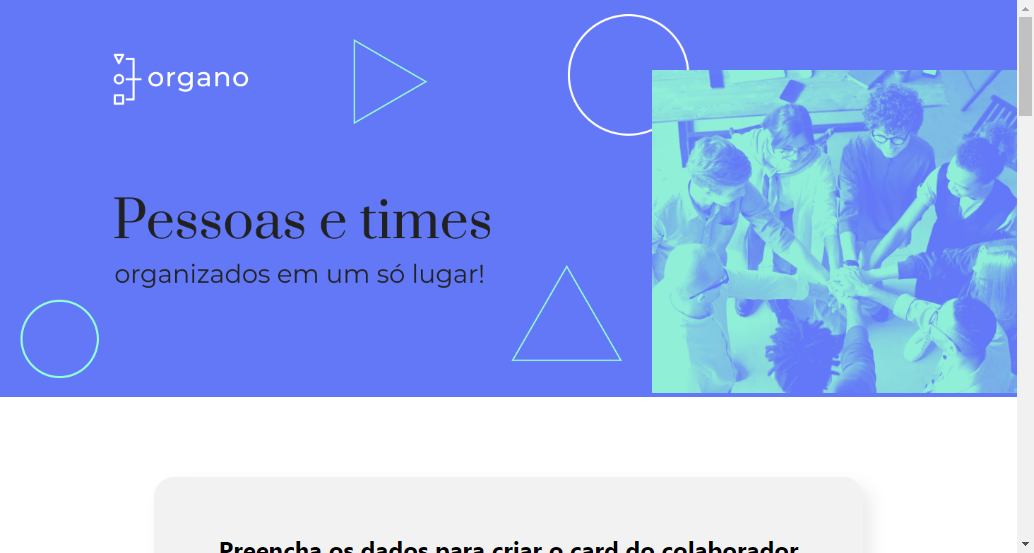 organo
Pessoas e times
organizados em um só lugar!
Preencha os dados para criar o card do colaborador